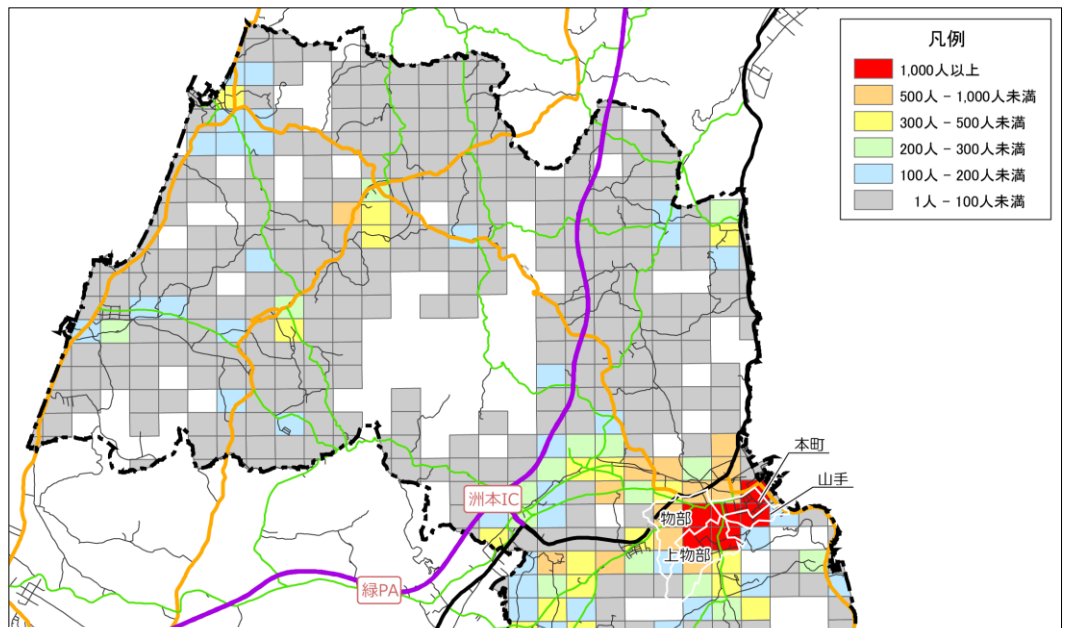 凡例
1,000人以上
500人 − 1,000人未満
300人 − 500人未満
200人 − 300人未満
100人 − 200人未満
1人 − 100人未満
本町
山手
洲本IC
物部
上物部
緑PA